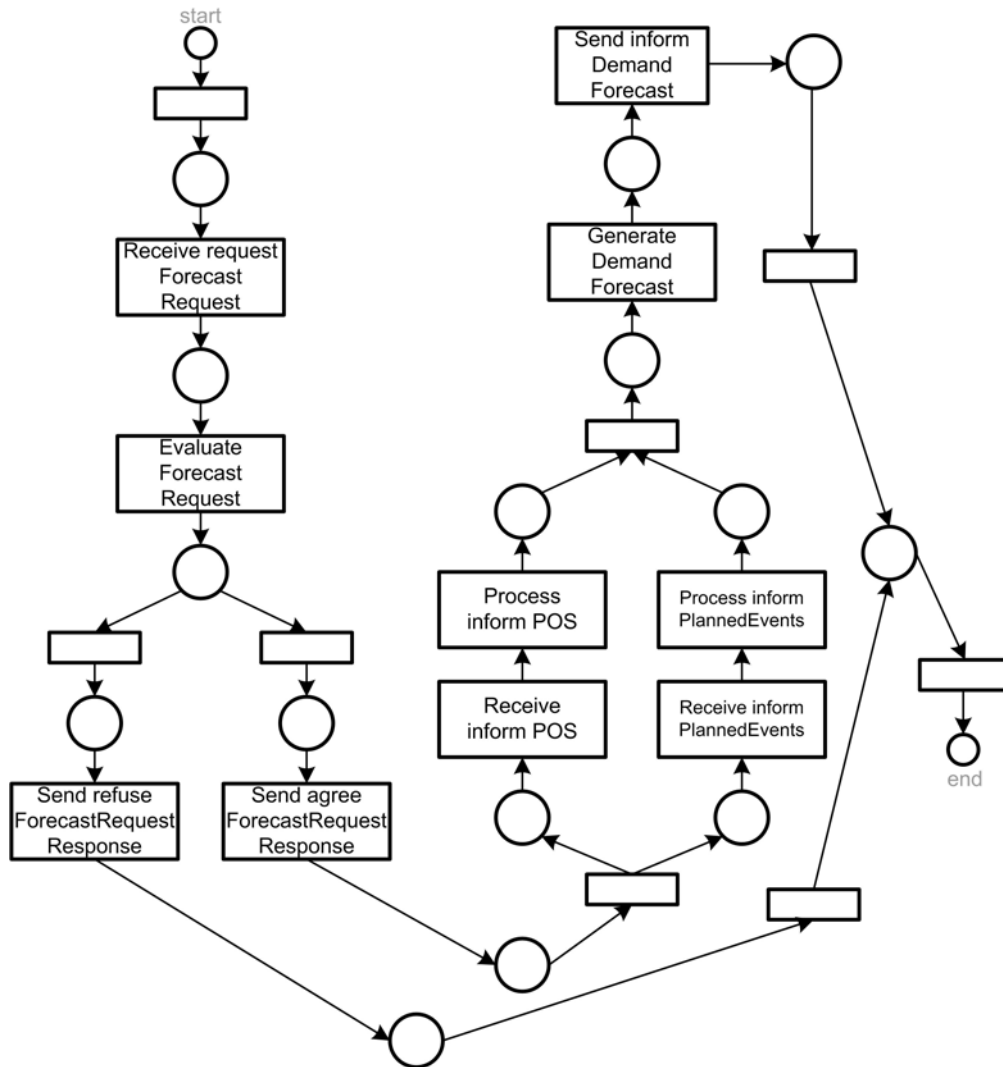 start
Receive request
Forecast
Request
Evaluate
Forecast
Request
Send refuse
ForecastRequest
Response
Send agree
ForecastRequest
Response
Send inform
Demand
Forecast
Generate
Demand
Forecast
Process
inform POS
Process inform
PlannedEvents
Receive
inform POS
Receive inform
PlannedEvents
end